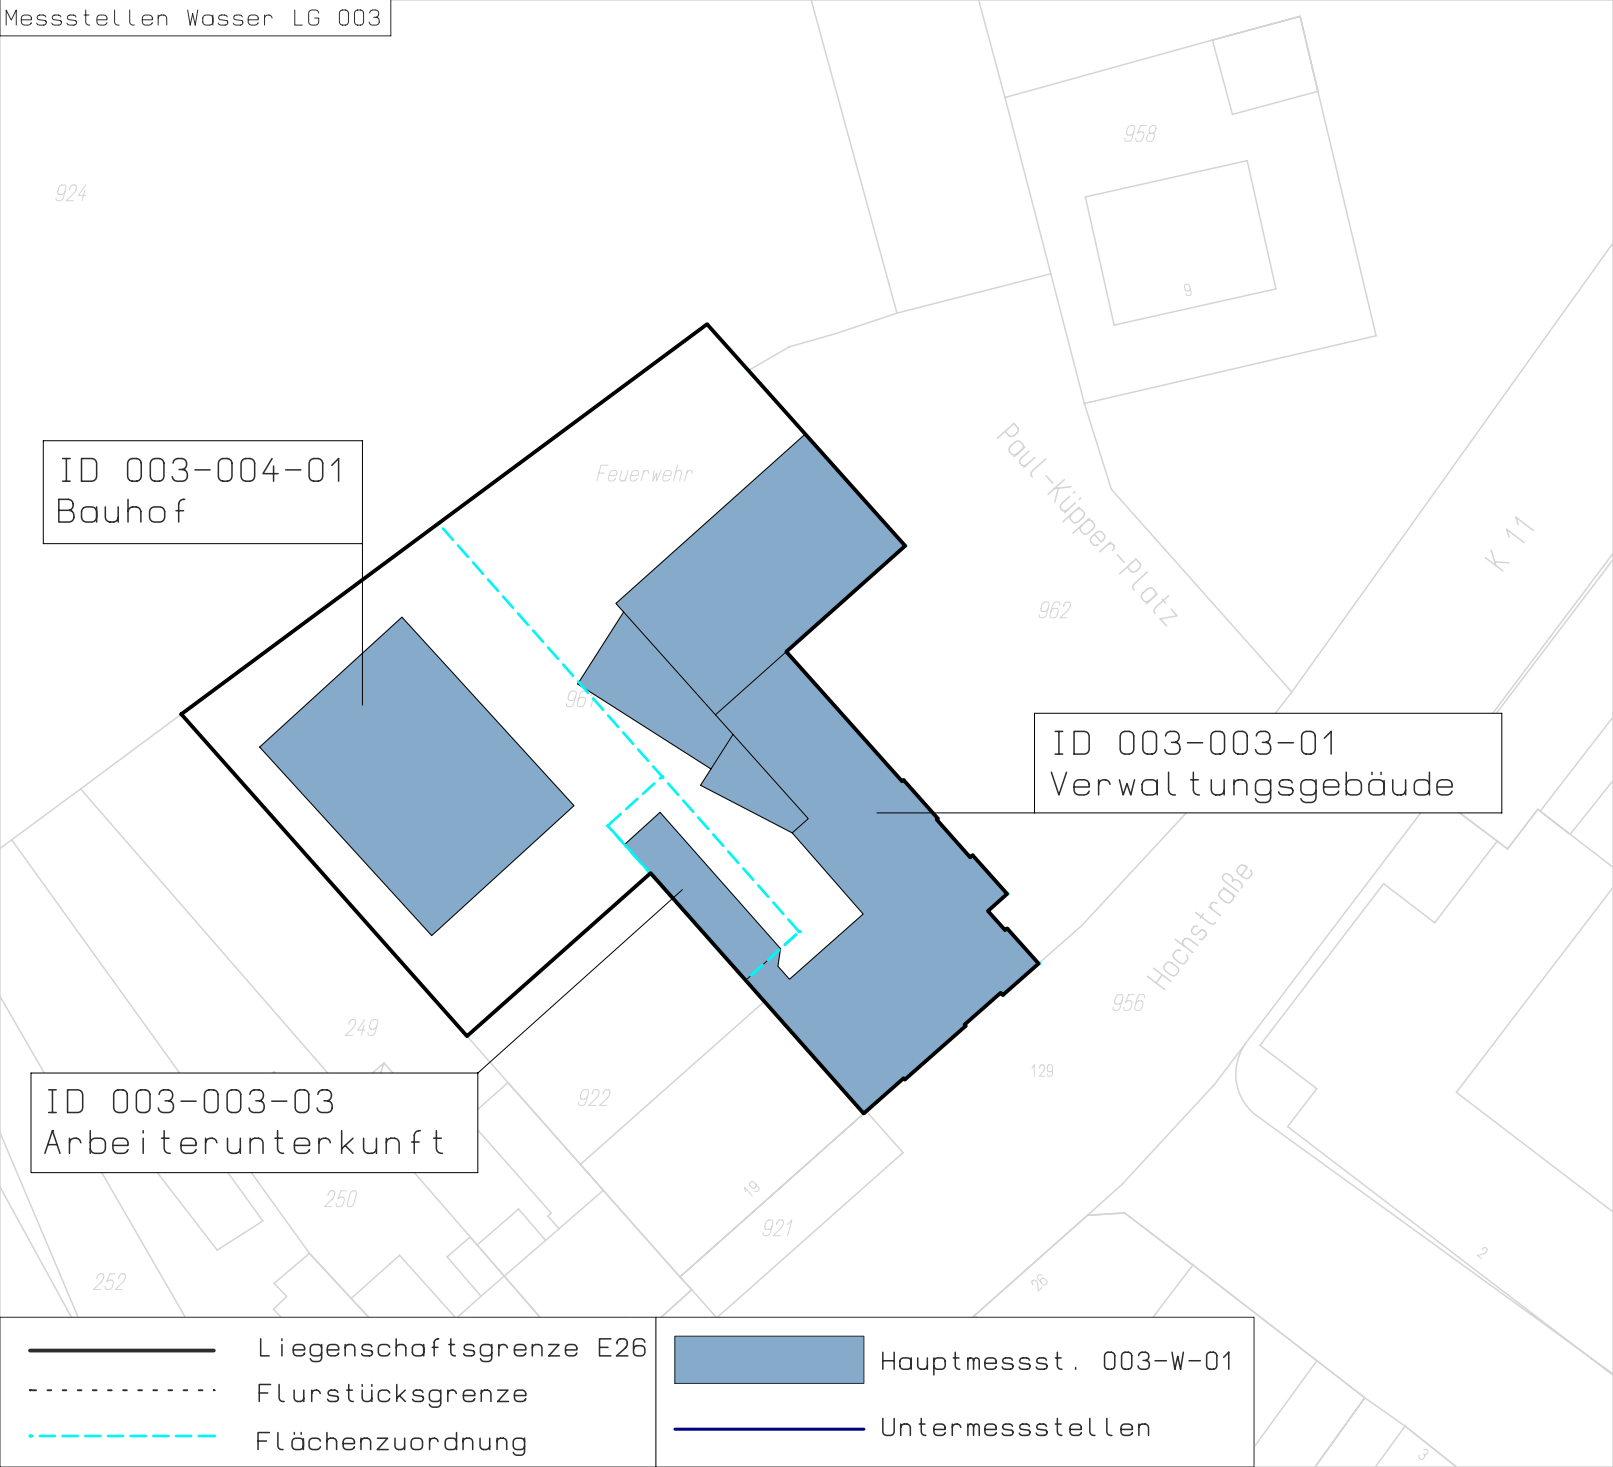 Messstellen Wasser LG 003
958
924
9
Feuerwehr
Paul-Küpper-Platz
K 11
ID 003-004-01
Bauhof
962
ID 003-003-01
Verwaltungsgebäude
Hochstraße
956
249
129
922
ID 003-003-03
Arbeiterunterkunft
250
19
921
252
26
2
Liegenschaftsgrenze E26
Flurstücksgrenze
Flächenzuordnung
Hauptmessst. 003-W-01
Untermessstellen
3